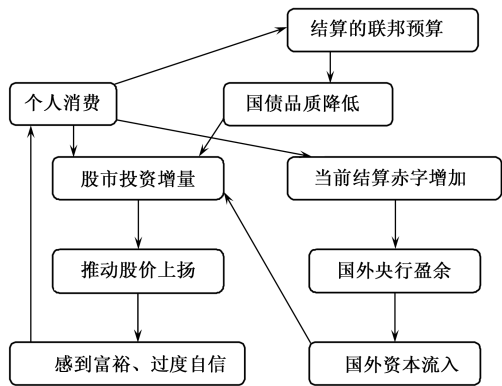 结算的联邦预算
个人消费
国债品质降低
股市投资增量
当前结算赤字增加
推动股价上扬
国外央行盈余
感到富裕、过度自信
国外资本流入